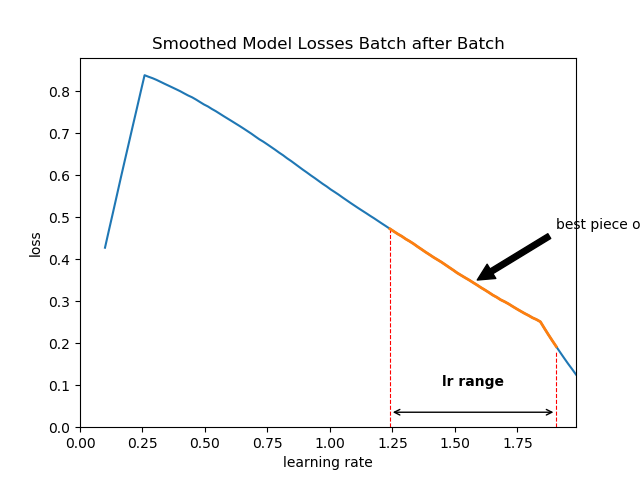 Smoothed Model Losses Batch after Batch
0.8
0.7
0.6
0.5
0.4
0.3
0.2
0.1
0.0
loss
best piece o
lr range
0.00 0.25 0.50 0.75 1.00 1.25 1.50 1.75
learning rate